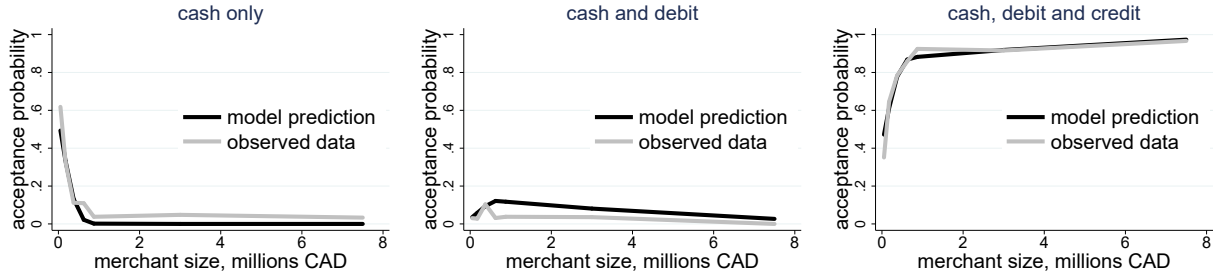 cash only
acceptance probability
0 .2 .4 .6 .8 1
model prediction
observed data
0 2 4 6 8
merchant size, millions CAD
cash and debit
acceptance probability
0 .2 .4 .6 .8 1
model prediction
observed data
0 2 4 6 8
merchant size, millions CAD
cash, debit and credit
acceptance probability
0 .2 .4 .6 .8 1
model prediction
observed data
0 2 4 6 8
merchant size, millions CAD